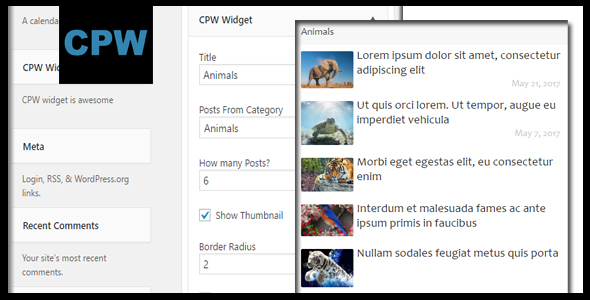 A calenda
CPW
CPW Wid
CPW widget is awesome
Meta
Login, RSS, & WordPress.org
links.
Recent Comments
Your site's most recent
comments.
CPW Widget
Title
Animals
Posts From Category
Animals
How many Posts?
6
Show Thumbnail
Border Radius
2
Animals
Lorem ipsum dolor sit amet, consectetur
adipiscing elit
May 21, 2017
Ut quis orci lorem. Ut tempor, augue eu
imperdiet vehicula
May 7, 2017
Morbi eget egestas elit, eu consectetur
enim
Interdum et malesuada fames ac ante
ipsum primis in faucibus
Nullam sodales feugiat metus quis porta